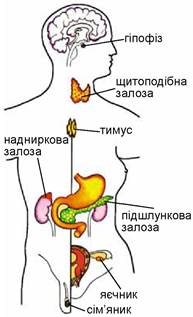 гіпофіз
щитоподібна
залоза
тимус
надниркова
залоза
підшлункова
залоза
яєчник
сім'яник